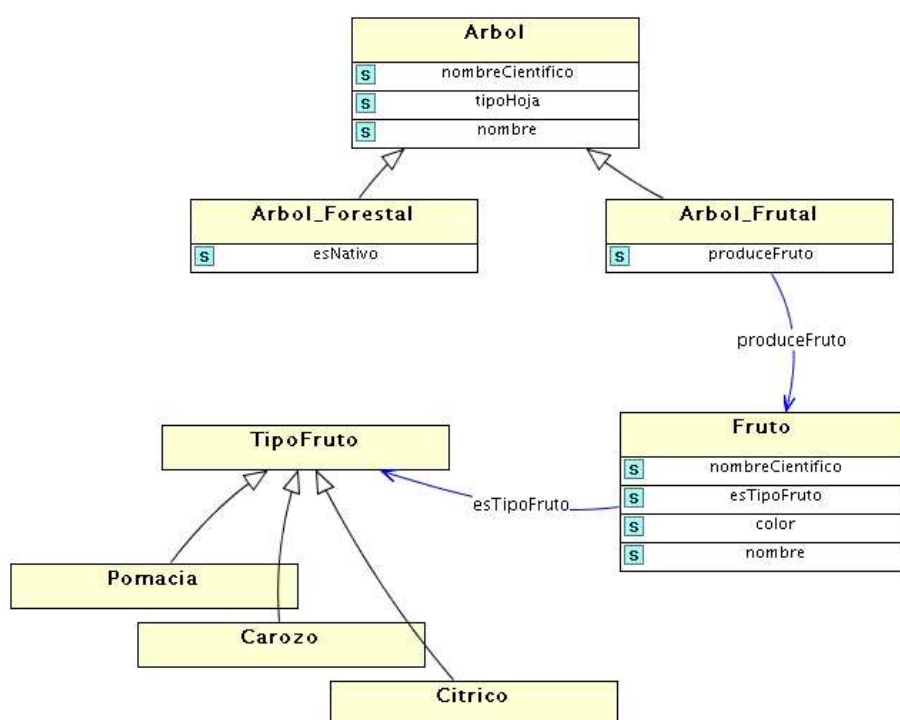 Arbol
S nombreCientifico
S tipoHoja
S nombre
Arbol_Forestal
S esNativo
Arbol_Frutal
S produceFruto
produceFruto
TipoFruto
Fruto
S nombreCientifico
S esTipoFruto
S color
S nombre
esTipoFruto
Pomacia
Carozo
Citrico